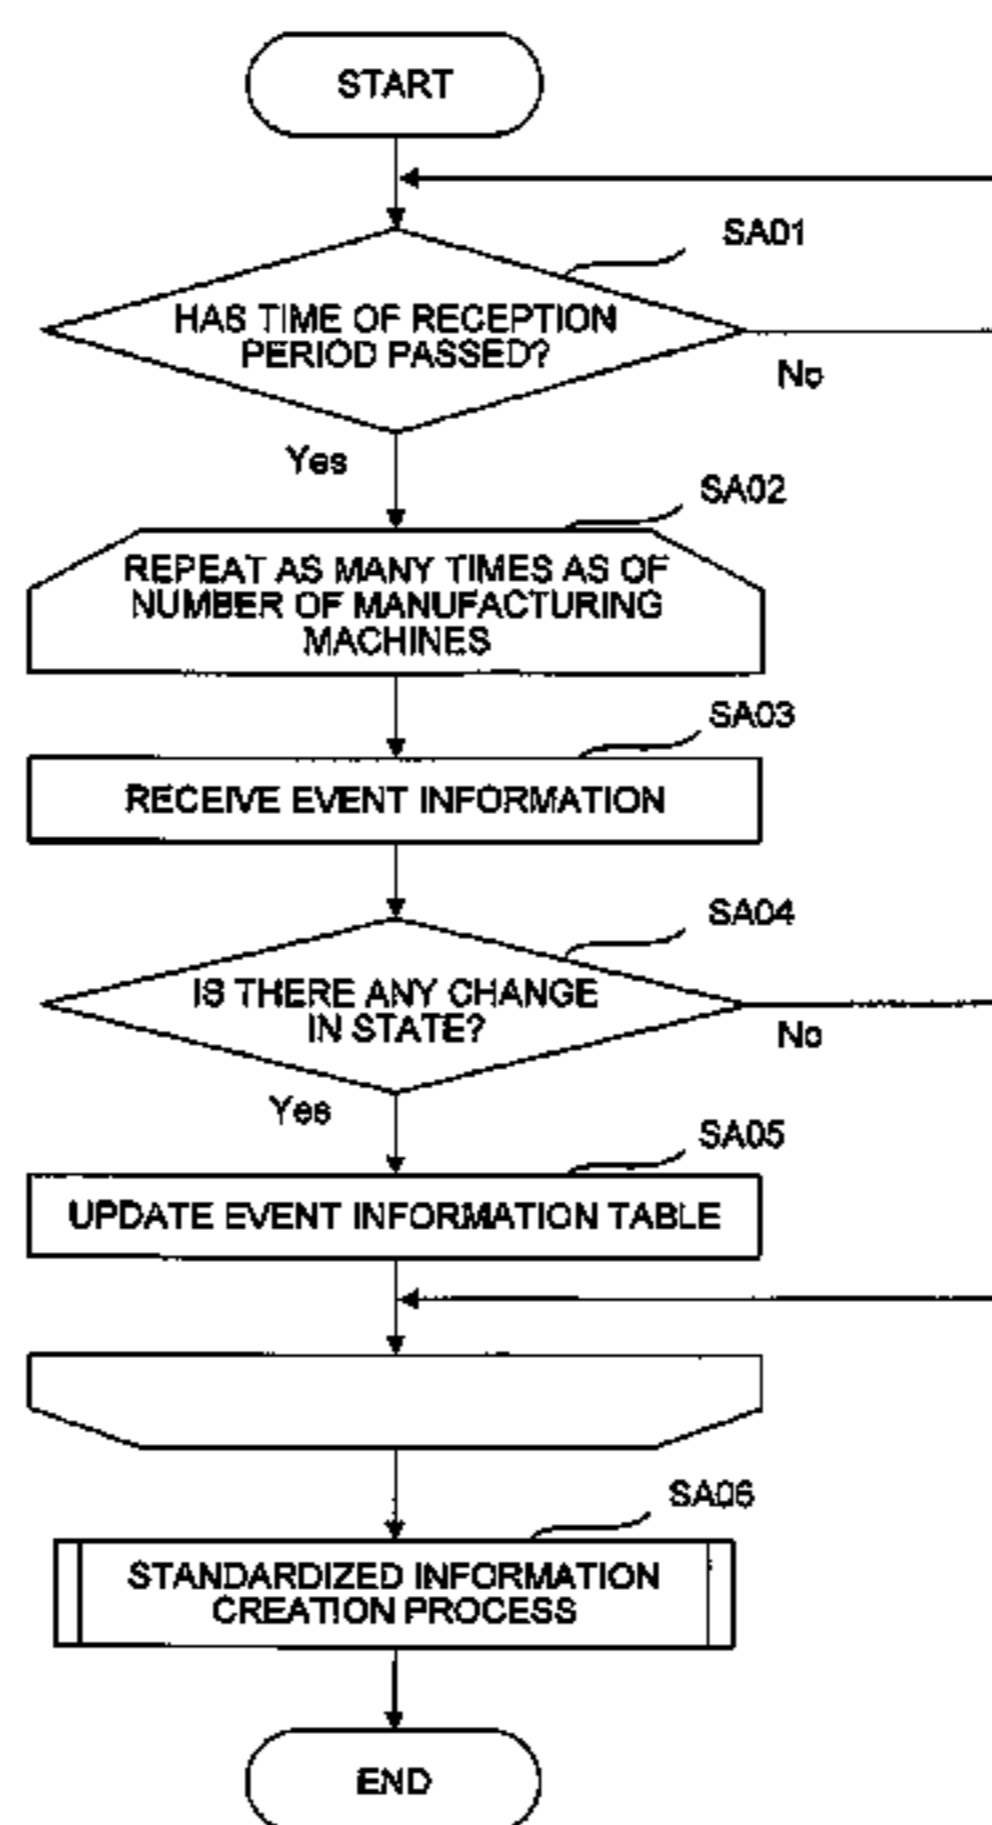 START
SA01
HAS TIME OF RECEPTION
PERIOD PASSED?
No
Yes
SA02
REPEAT AS MANY TIMES AS OF
NUMBER OF MANUFACTURING
MACHINES
SA03
RECEIVE EVENT INFORMATION
SA04
IS THERE ANY CHANGE
IN STATE?
No
Yes
SA05
UPDATE EVENT INFORMATION TABLE
SA06
STANDARDIZED INFORMATION
CREATION PROCESS
END